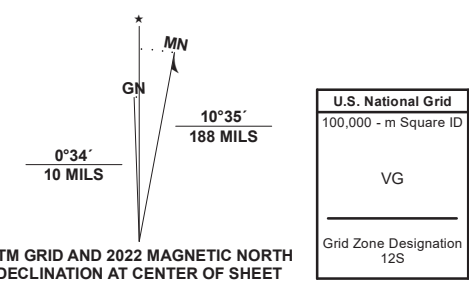 ★
MN
GN
10°35´
188 MILS
0°34´
10 MILS
TM GRID AND 2022 MAGNETIC NORTH
DECLINATION AT CENTER OF SHEET
U.S. National Grid
100,000 - m Square ID
VG
Grid Zone Designation
12S